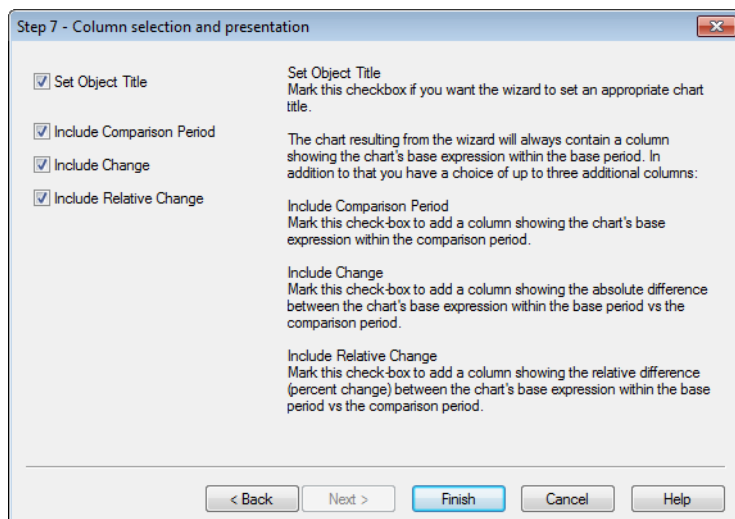 Step 7 - Column selection and presentation
Set Object Title
Include Comparison Period
Include Change
Include Relative Change
Set Object Title
Mark this checkbox if you want the wizard to set an appropriate chart
title.
The chart resulting from the wizard will always contain a column
showing the chart's base expression within the base period. In
addition to that you have a choice of up to three additional columns:
Include Comparison Period
Mark this check-box to add a column showing the chart's base
expression within the comparison period.
Include Change
Mark this check-box to add a column showing the absolute difference
between the chart's base expression within the base period vs the
comparison period.
Include Relative Change
Mark this check-box to add a column showing the relative difference
(percent change) between the chart's base expression within the base
period vs the comparison period.
< Back
Next >
Finish
Cancel
Help